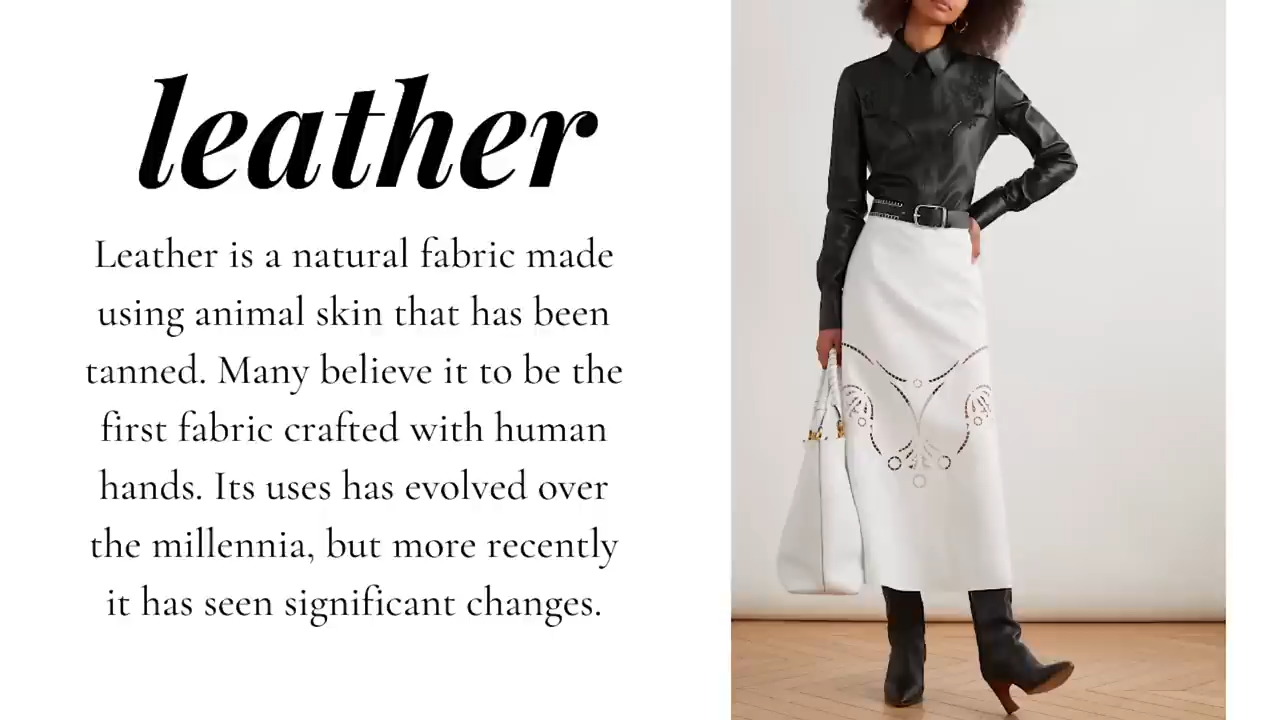 leather
Leather is a natural fabric made
using animal skin that has been
tanned. Many believe it to be the
first fabric crafted with human
hands. Its uses has evolved over
the millennia, but more recently
it has seen significant changes.